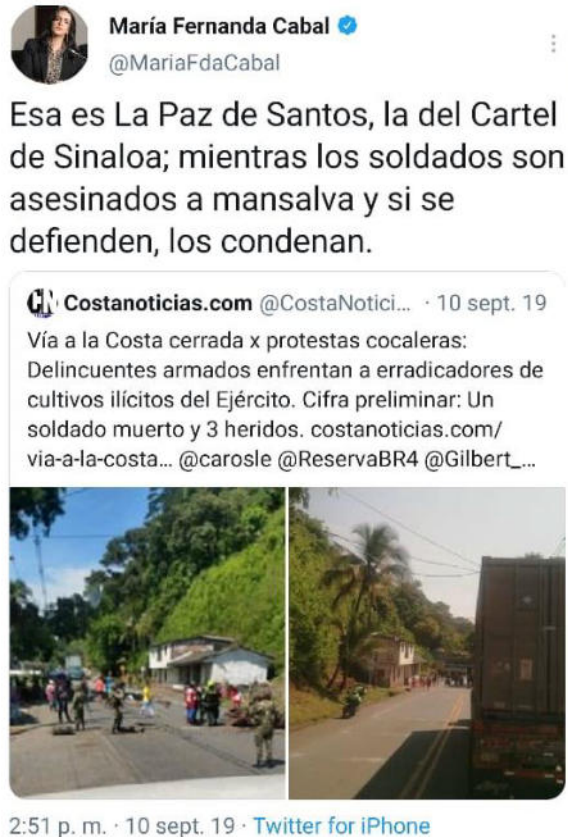 María Fernanda Cabal
@MariaFdaCabal
Esa es La Paz de Santos, la del Cartel
de Sinaloa; mientras los soldados son
asesinados a mansalva y si se
defienden, los condenan.
CN Costanoticias.com @CostaNotici... · 10 sept. 19
Vía a la Costa cerrada x protestas cocaleras:
Delincuentes armados enfrentan a erradicadores de
cultivos ilícitos del Ejército. Cifra preliminar: Un
soldado muerto y 3 heridos. costanoticias.com/
via-a-la-costa... @carosle @ReservaBR4 @Gilbert_...
2:51 p. m. · 10 sept. 19 · Twitter for iPhone